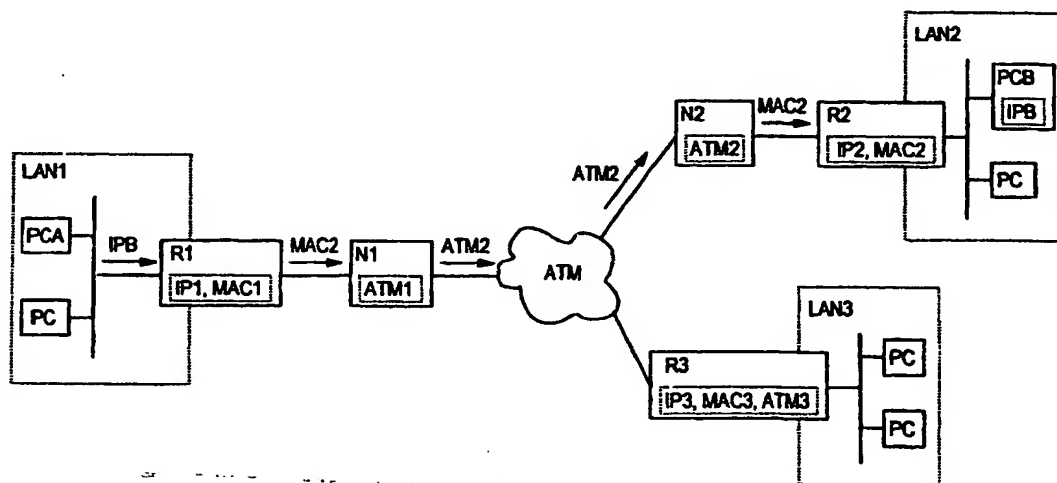 LAN1
PCA
PC
IPB
R1
IP1, MAC1
MAC2
N1
ATM1
ATM2
ATM
ATM2
N2
ATM2
MAC2
R2
IP2, MAC2
LAN2
PCB
IPB
PC
R3
IP3, MAC3, ATM3
LAN3
PC
PC